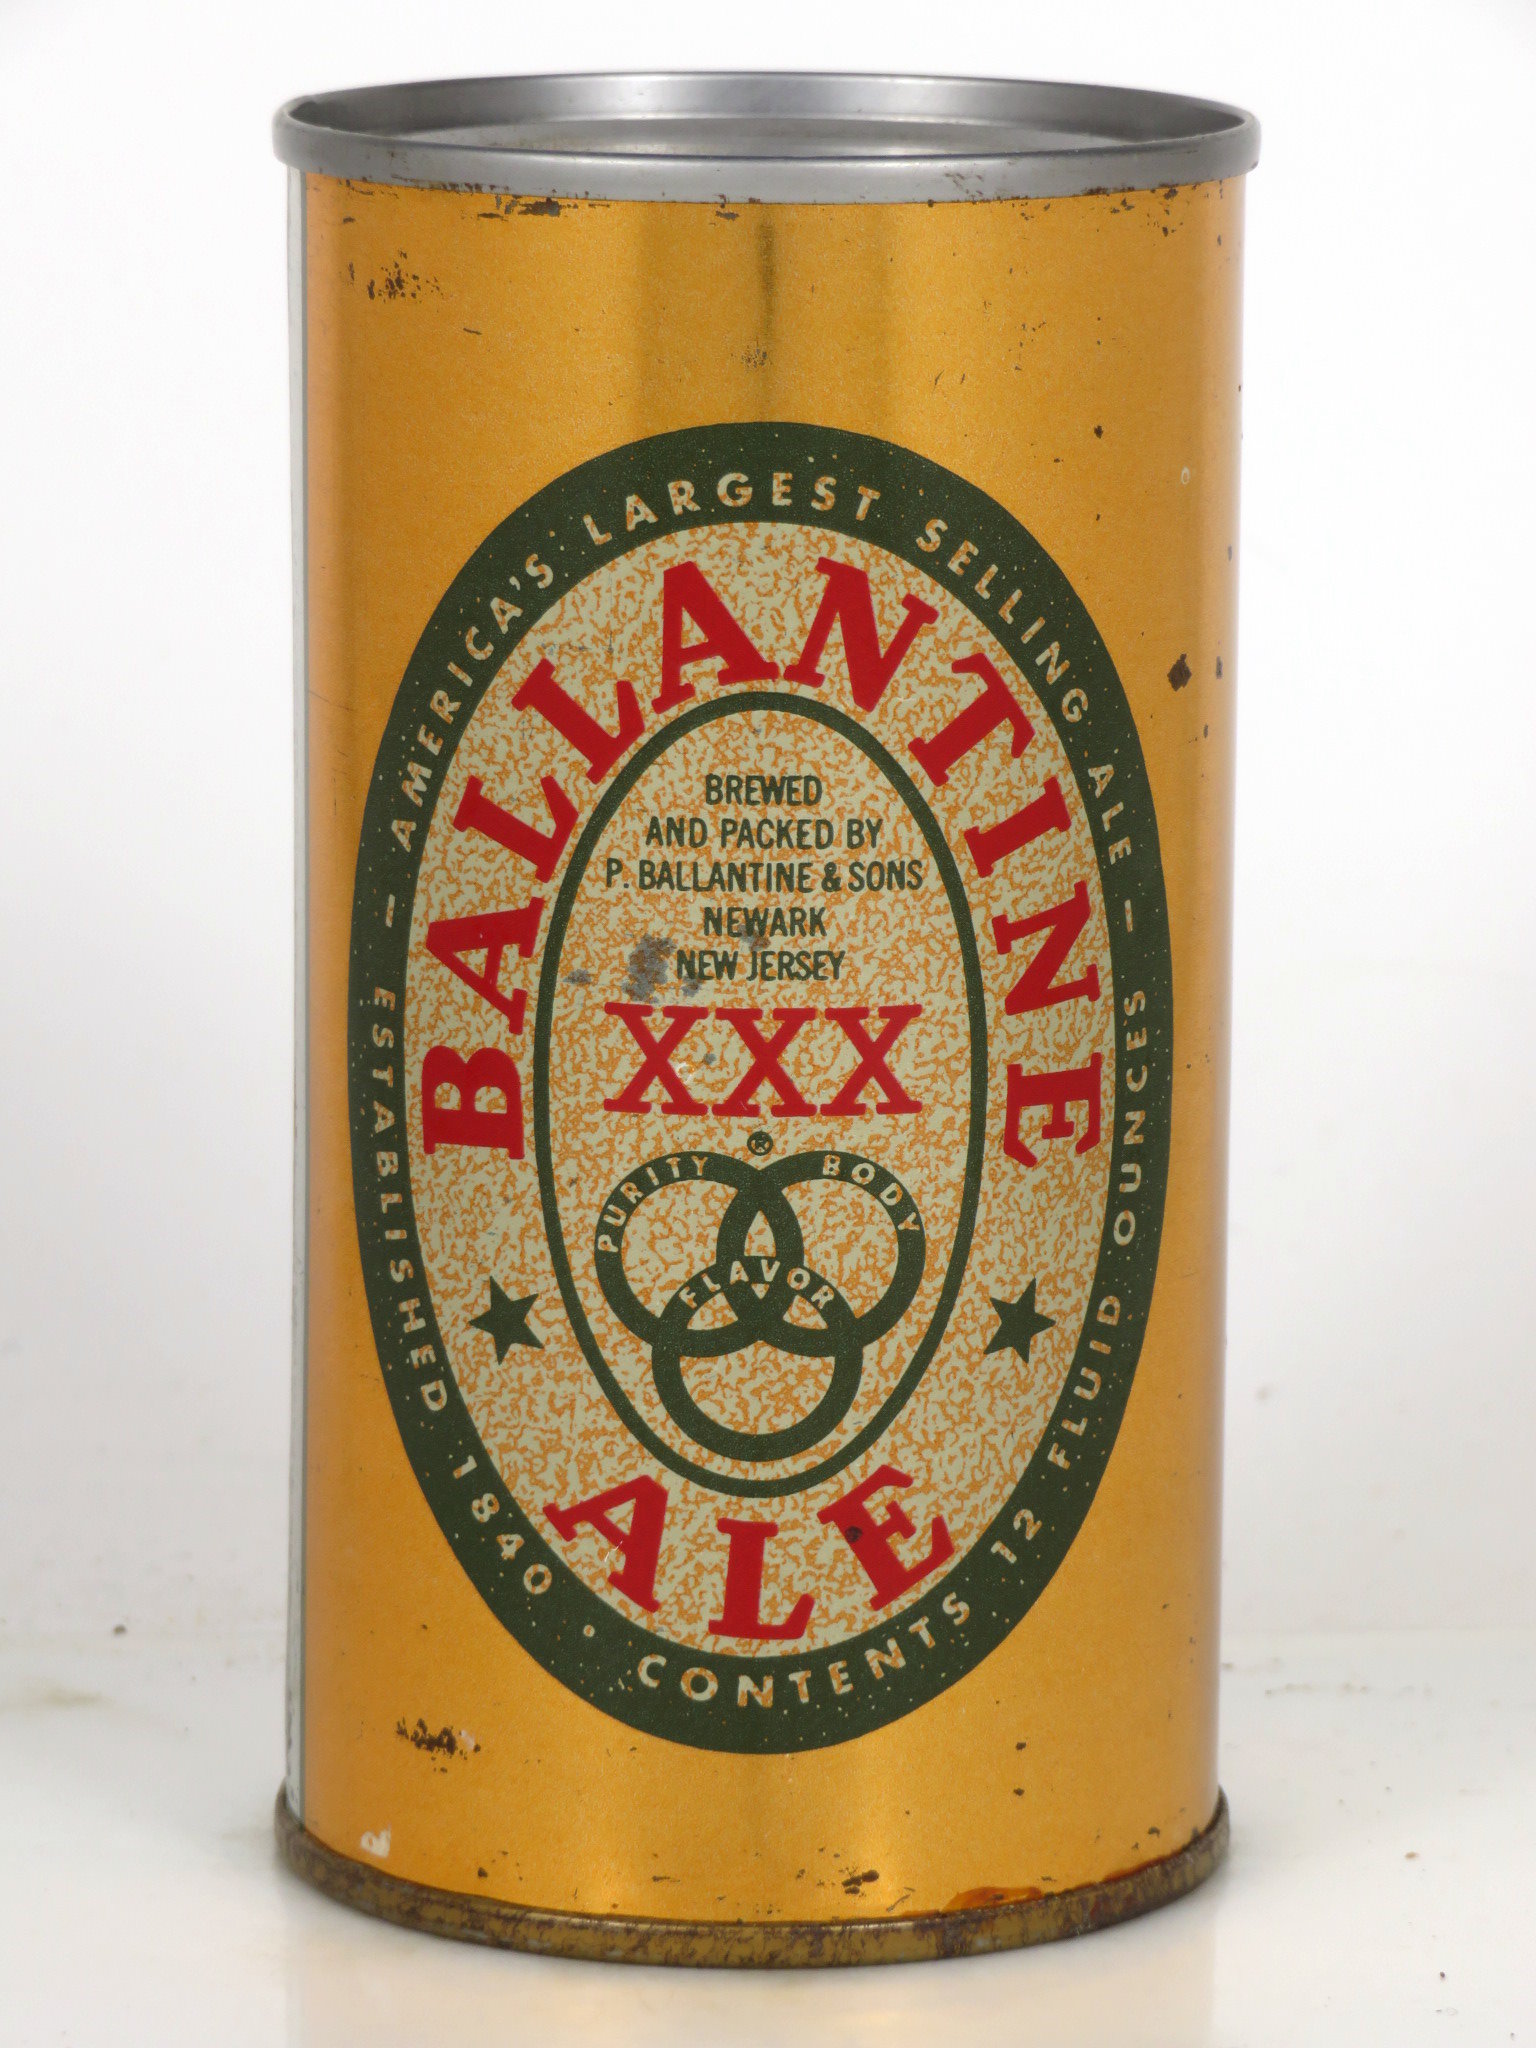 – AMERICA'S LARGEST SELLING ALE –
BALLANTINE
BREWED
AND PACKED BY
P. BALLANTINE & SONS
NEWARK
NEW JERSEY
XXX
®
PURITY BODY
FLAVOR
ALE
ESTABLISHED 1840 • CONTENTS 12 FLUID OUNCES